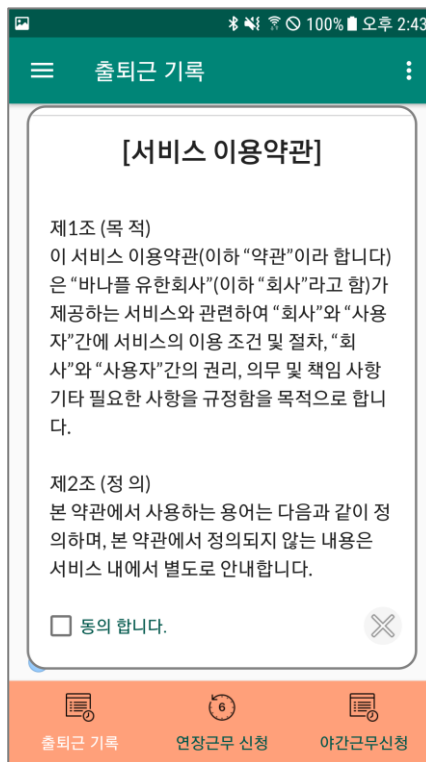 100% 오후 2:43
출퇴근 기록
[서비스 이용약관]
제1조 (목 적)
이 서비스 이용약관(이하 “약관”이라 합니다)
은 “바나플 유한회사”(이하 “회사”라고 함)가
제공하는 서비스와 관련하여 “회사”와 “사용
자”간에 서비스의 이용 조건 및 절차, “회
사”와 “사용자”간의 권리, 의무 및 책임 사항
기타 필요한 사항을 규정함을 목적으로 합니
다.
제2조 (정 의)
본 약관에서 사용하는 용어는 다음과 같이 정
의하며, 본 약관에서 정의되지 않는 내용은
서비스 내에서 별도로 안내합니다.
동의 합니다.
6
출퇴근 기록 연장근무 신청 야간근무신청